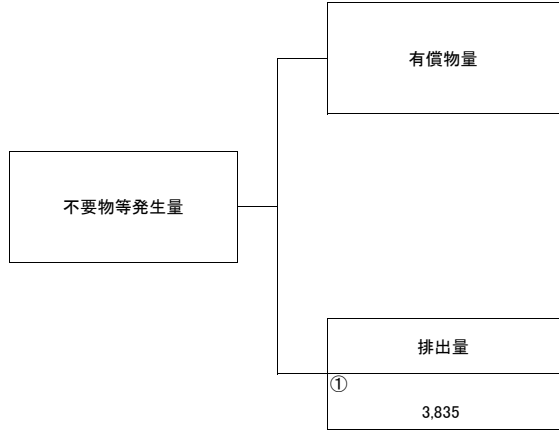 有償物量
不要物等発生量
排出量
①
3,835